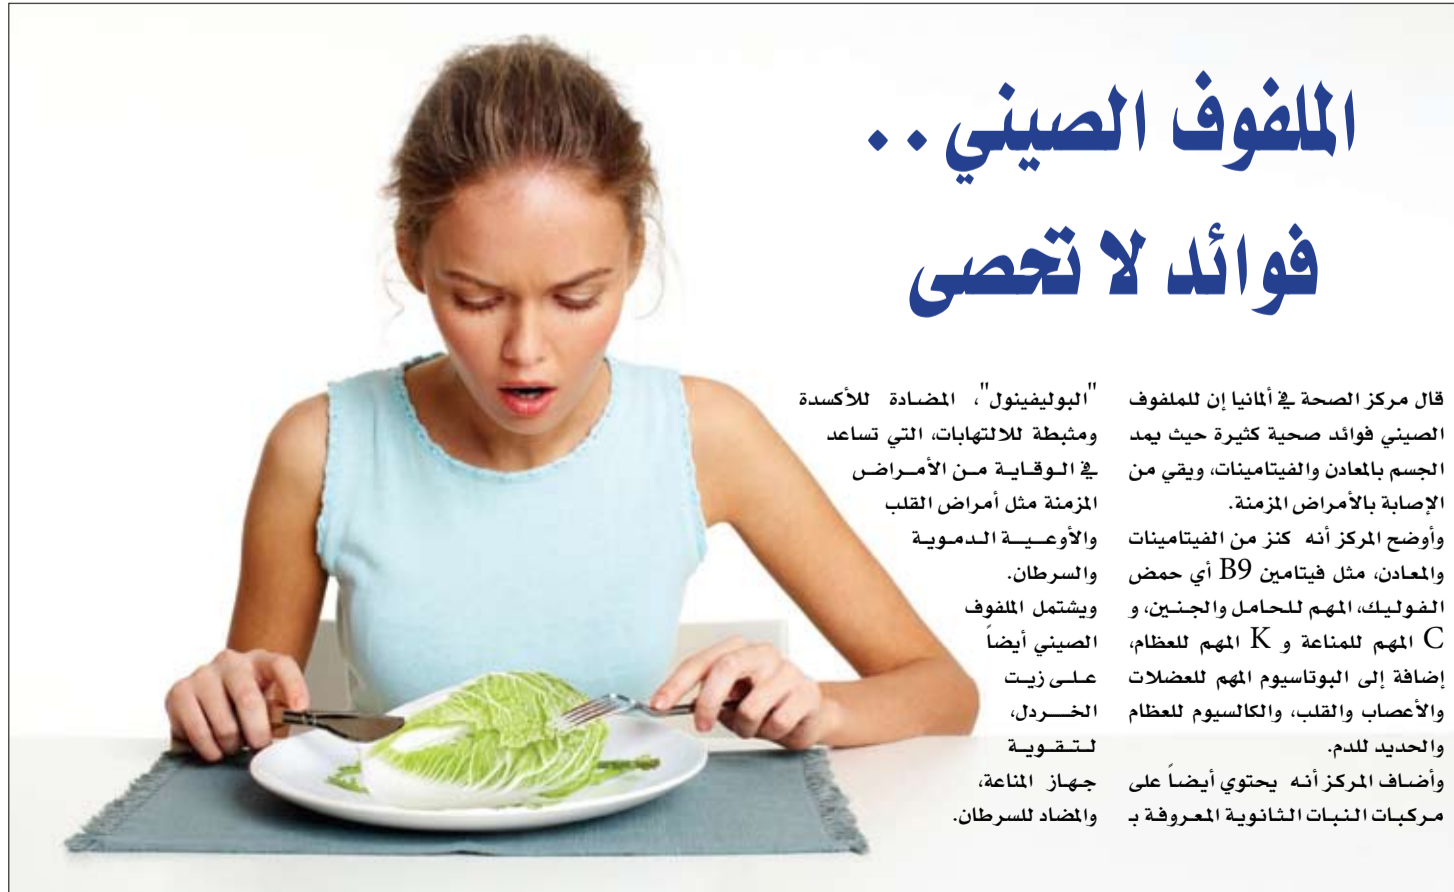 الملفوف الصيني..
فوائد لا تحصى
قال مركز الصحة في ألمانيا إن للملفوف
الصيني فوائد صحية كثيرة حيث يمد
الجسم بالمعادن والفيتامينات، ويقي من
الإصابة بالأمراض المزمنة.
وأوضح المركز أنه كنز من الفيتامينات
والمعادن، مثل فيتامين B9 أي حمض
الفوليك، المهم للحامل والجنين، و
C المهم للمناعة و K المهم للعظام،
إضافة إلى البوتاسيوم المهم للعضلات
والأعصاب والقلب، والكالسيوم للعظام
والحديد للدم.
وأضاف المركز أنه يحتوي أيضاً على
مركبات النبات الثانوية المعروفة بـ
"البوليفينول"، المضادة للأكسدة
ومثبطة للالتهابات، التي تساعد
في الوقاية من الأمراض
المزمنة مثل أمراض القلب
والأوعية الدموية
والسرطان.
ويشتمل الملفوف
الصيني أيضاً
على زيت
الخردل،
لتقوية
جهاز المناعة،
والمضاد للسرطان.